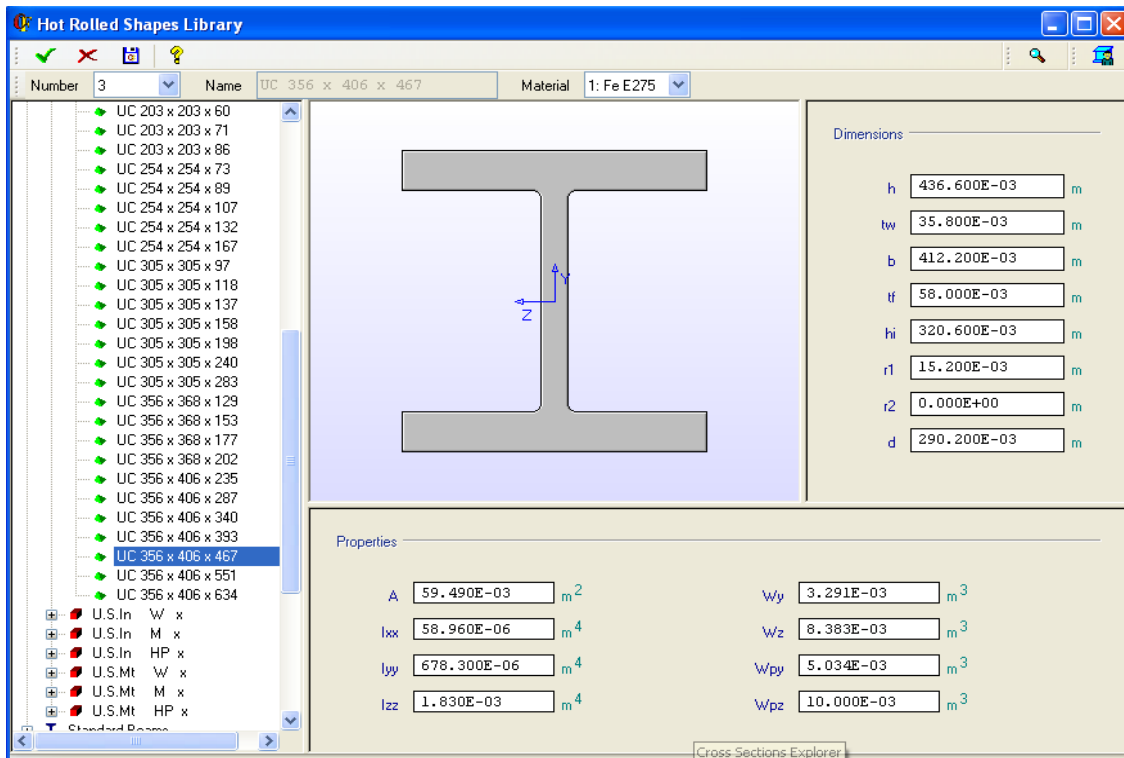 Hot Rolled Shapes Library
Number 3 Name UC 356 x 406 x 467 Material 1: Fe E275
UC 203 x 203 x 60
UC 203 x 203 x 71
UC 203 x 203 x 86
UC 254 x 254 x 73
UC 254 x 254 x 89
UC 254 x 254 x 107
UC 254 x 254 x 132
UC 254 x 254 x 167
UC 305 x 305 x 97
UC 305 x 305 x 118
UC 305 x 305 x 137
UC 305 x 305 x 158
UC 305 x 305 x 198
UC 305 x 305 x 240
UC 305 x 305 x 283
UC 356 x 368 x 129
UC 356 x 368 x 153
UC 356 x 368 x 177
UC 356 x 368 x 202
UC 356 x 406 x 235
UC 356 x 406 x 287
UC 356 x 406 x 340
UC 356 x 406 x 393
UC 356 x 406 x 467
UC 356 x 406 x 551
UC 356 x 406 x 634
U.S.In W x
U.S.In M x
U.S.In HP x
U.S.Mt W x
U.S.Mt M x
U.S.Mt HP x
Standard Beams
Y
Z
Dimensions
h 436.600E-03 m
tw 35.800E-03 m
b 412.200E-03 m
tf 58.000E-03 m
hi 320.600E-03 m
r1 15.200E-03 m
r2 0.000E+00 m
d 290.200E-03 m
Properties
A 59.490E-03 m2 Wy 3.291E-03 m3
Ixx 58.960E-06 m4 Wz 8.383E-03 m3
Iyy 678.300E-06 m4 Wpy 5.034E-03 m3
Izz 1.830E-03 m4 Wpz 10.000E-03 m3
Cross Sections Explorer